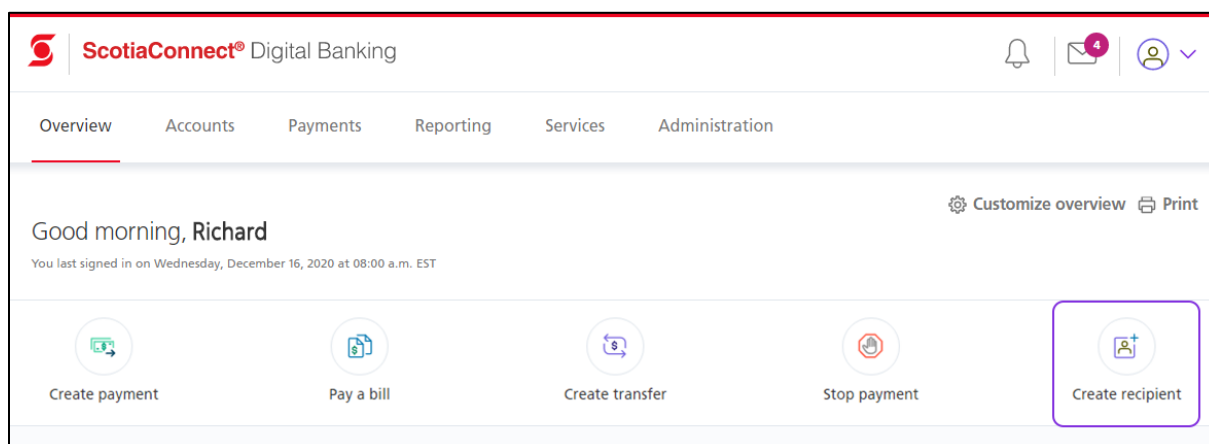 ScotiaConnect® Digital Banking
4
Overview Accounts Payments Reporting Services Administration
Customize overview Print
Good morning, Richard
You last signed in on Wednesday, December 16, 2020 at 08:00 a.m. EST
Create payment Pay a bill Create transfer Stop payment Create recipient